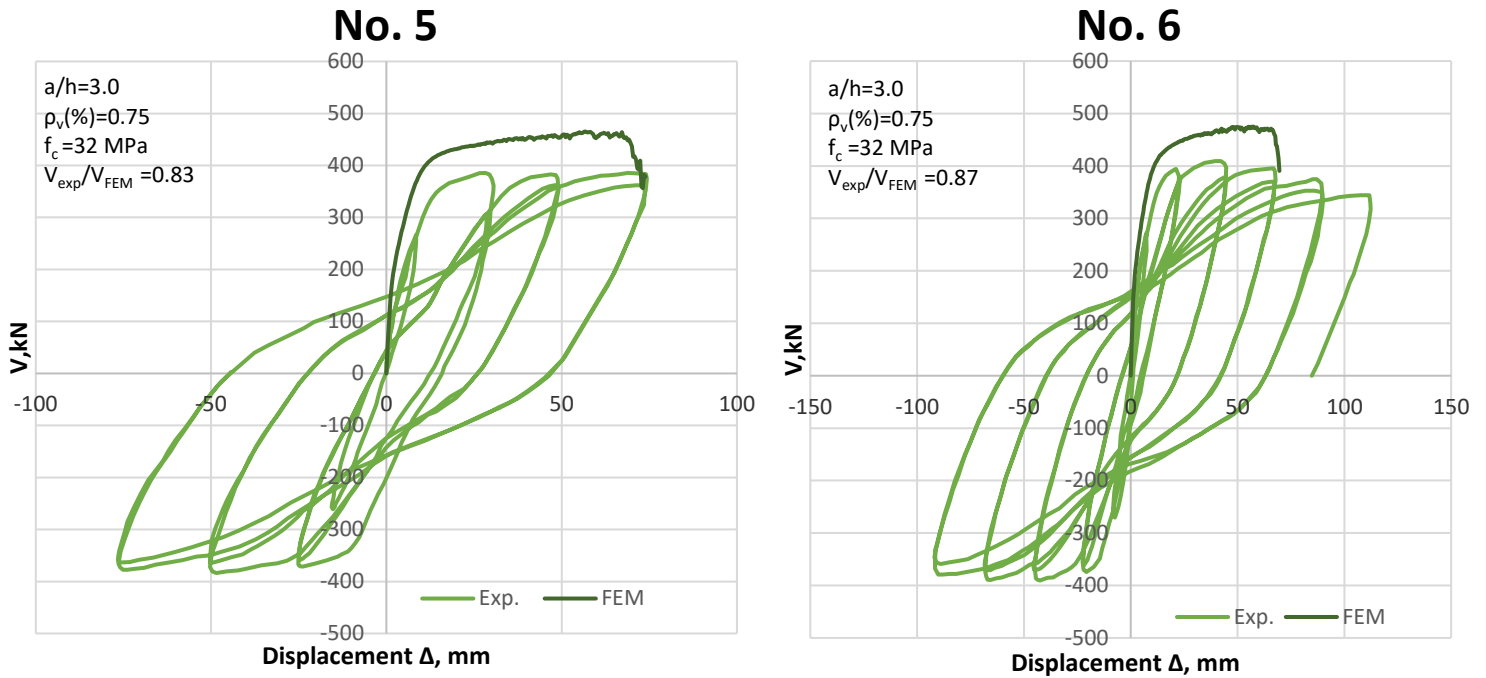 No. 5
600
500
400
300
200
100
0
-100
-200
-300
-400
-500
-100
-50
0
50
100
a/h=3.0
ρv(%)=0.75
fc =32 MPa
Vexp/VFEM =0.83
V,kN
Exp.
FEM
Displacement Δ, mm
No. 6
600
500
400
300
200
100
0
-100
-200
-300
-400
-500
-150
-100
-50
0
50
100
150
a/h=3.0
ρv(%)=0.75
fc =32 MPa
Vexp/VFEM =0.87
V,kN
Exp.
FEM
Displacement Δ, mm